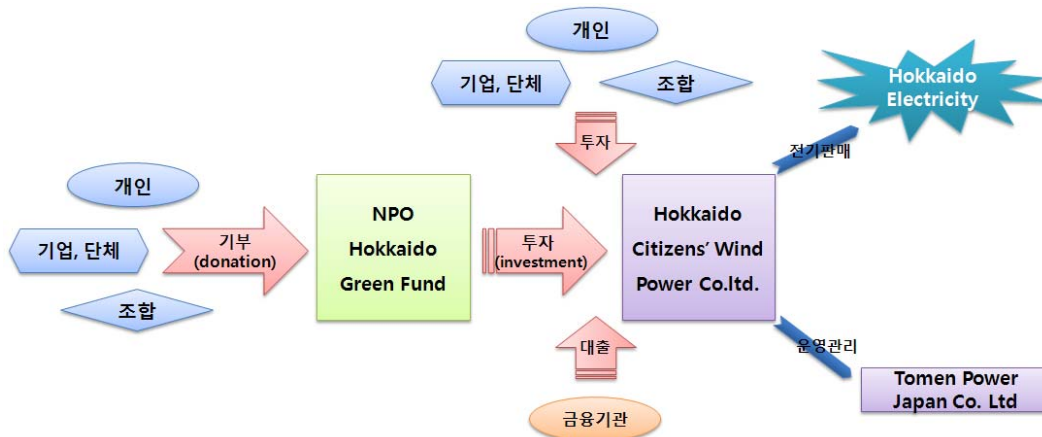 개인
기업, 단체
조합
투자
Hokkaido
Electricity
전기판매
개인
기업, 단체
조합
기부
(donation)
NPO
Hokkaido
Green Fund
투자
(investment)
Hokkaido
Citizens’ Wind
Power Co.ltd.
대출
금융기관
운영관리
Tomen Power
Japan Co. Ltd